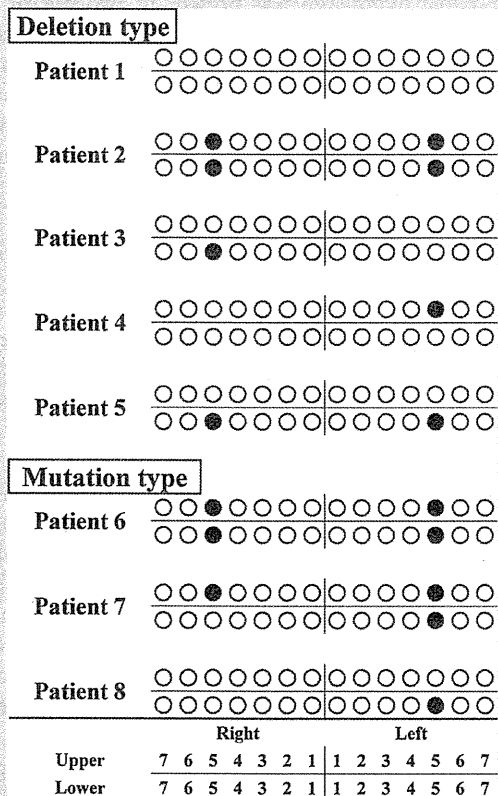 Deletion type
Patient 1
Patient 2
Patient 3
Patient 4
Patient 5
Mutation type
Patient 6
Patient 7
Patient 8
Right Left
Upper 7 6 5 4 3 2 1 1 2 3 4 5 6 7
Lower 7 6 5 4 3 2 1 1 2 3 4 5 6 7